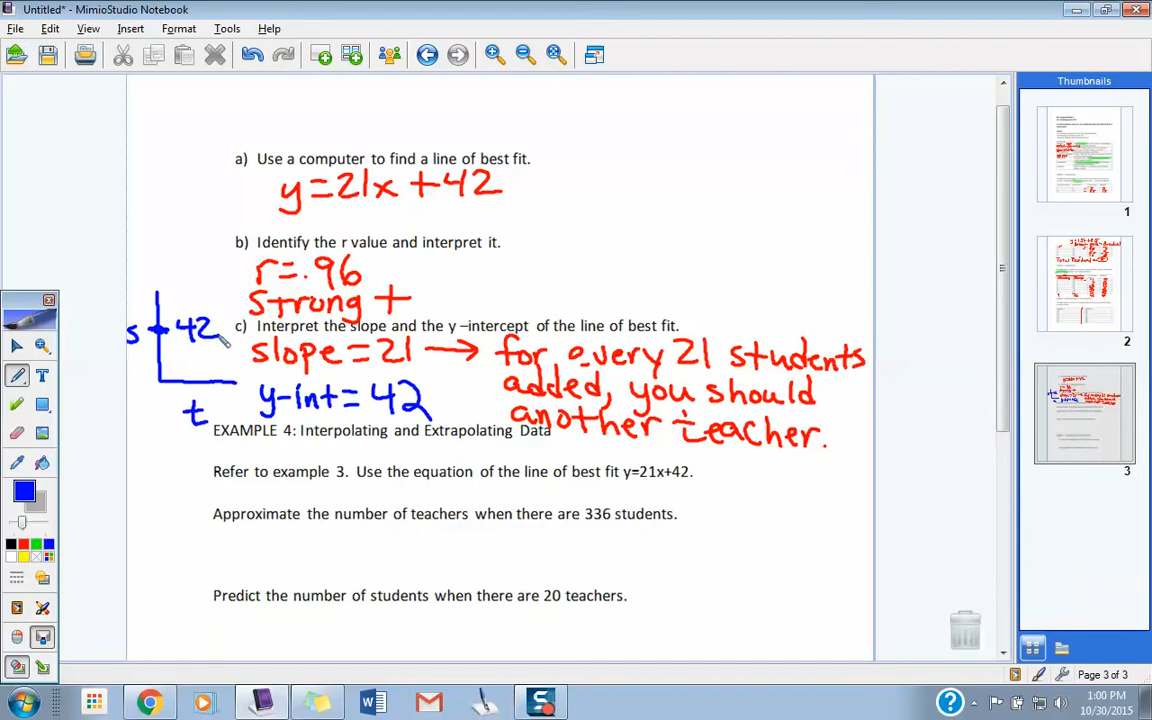 Untitled* - MimioStudio Notebook
File Edit View Insert Format Tools Help
Thumbnails
a) Use a computer to find a line of best fit.
y=21x+42
b) Identify the r value and interpret it.
r=.96
strong +
c) Interpret the slope and the y –intercept of the line of best fit.
s 42
slope=21 → for every 21 students
added, you should
another teacher.
y-int=42
t
EXAMPLE 4: Interpolating and Extrapolating Data
Refer to example 3. Use the equation of the line of best fit y=21x+42.
Approximate the number of teachers when there are 336 students.
Predict the number of students when there are 20 teachers.
1
2
3
T
Page 3 of 3
1:00 PM
10/30/2015